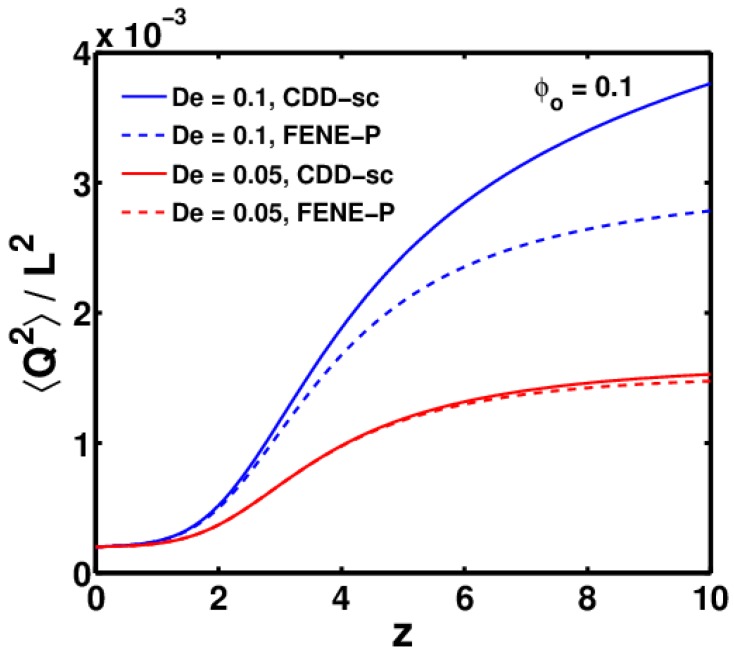 x 10⁻³
4
3
2
1
0
⟨Q²⟩ / L²
De = 0.1, CDD−sc
De = 0.1, FENE−P
De = 0.05, CDD−sc
De = 0.05, FENE−P
ϕₒ = 0.1
0 2 4 6 8 10
z